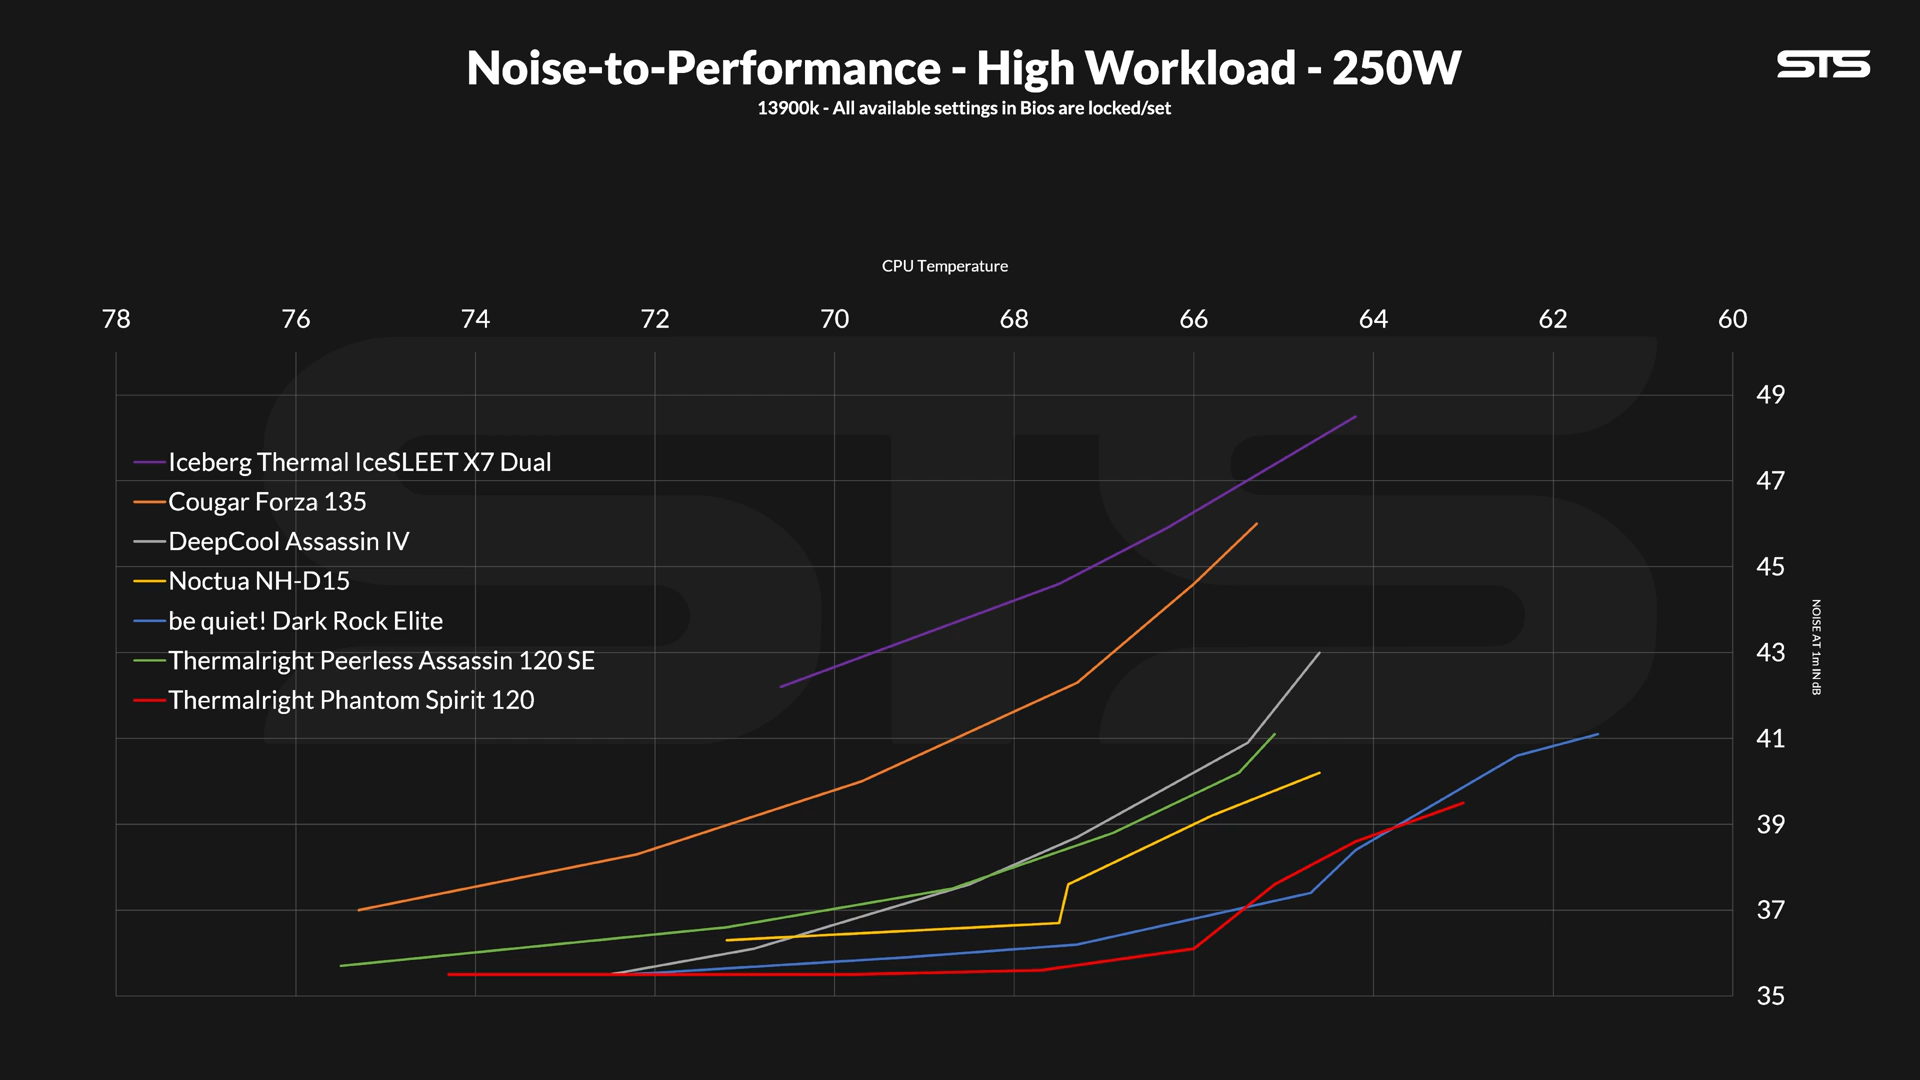 Noise-to-Performance - High Workload - 250W
STS
13900k - All available settings in Bios are locked/set
CPU Temperature
78 76 74 72 70 68 66 64 62 60
49
Iceberg Thermal IceSLEET X7 Dual
47
Cougar Forza 135
DeepCool Assassin IV
45
Noctua NH-D15
be quiet! Dark Rock Elite
NOISE AT 1m IN dB
43
Thermalright Peerless Assassin 120 SE
Thermalright Phantom Spirit 120
41
39
37
35
STS